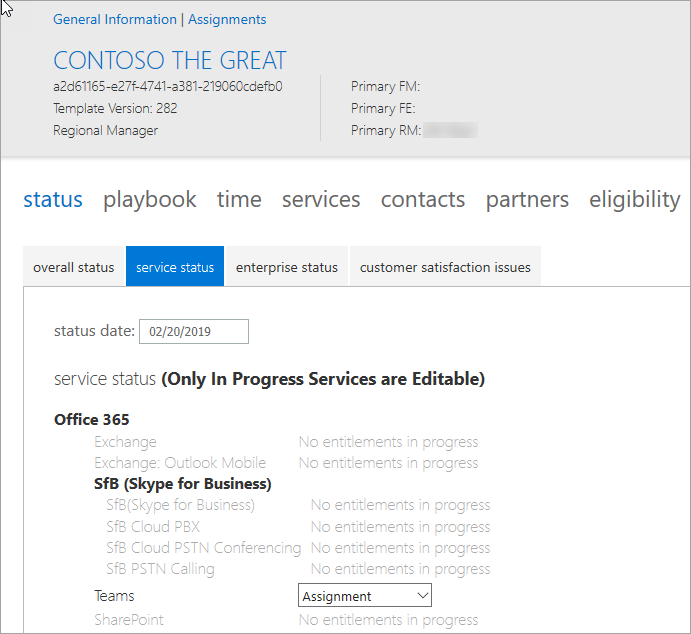 General Information | Assignments
CONTOSO THE GREAT
a2d61165-e27f-4741-a381-219060cdefb0
Template Version: 282
Regional Manager
Primary FM:
Primary FE:
Primary RM:
status playbook time services contacts partners eligibility
overall status service status enterprise status customer satisfaction issues
status date: 02/20/2019
service status (Only In Progress Services are Editable)
Office 365
Exchange No entitlements in progress
Exchange: Outlook Mobile No entitlements in progress
SfB (Skype for Business)
SfB(Skype for Business) No entitlements in progress
SfB Cloud PBX No entitlements in progress
SfB Cloud PSTN Conferencing No entitlements in progress
SfB PSTN Calling No entitlements in progress
Teams Assignment
SharePoint No entitlements in progress